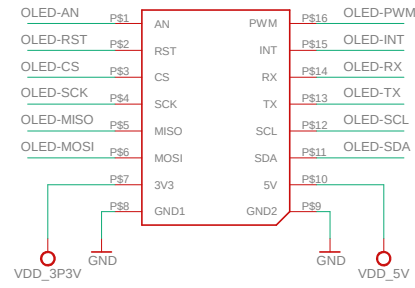 OLED-AN P$1 AN PWM P$16 OLED-PWM
OLED-RST P$2 RST INT P$15 OLED-INT
OLED-CS P$3 CS RX P$14 OLED-RX
OLED-SCK P$4 SCK TX P$13 OLED-TX
OLED-MISO P$5 MISO SCL P$12 OLED-SCL
OLED-MOSI P$6 MOSI SDA P$11 OLED-SDA
P$7 3V3 5V P$10
P$8 GND1 GND2 P$9
GND GND
VDD_3P3V VDD_5V